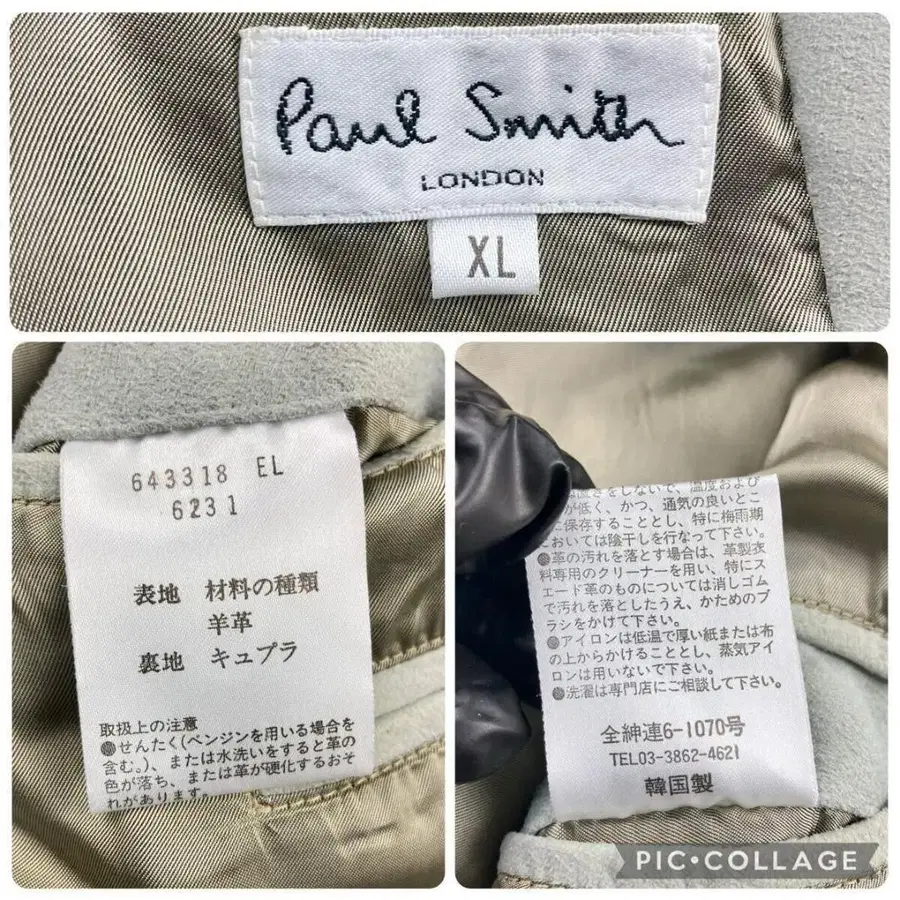 Paul Smith
LONDON
XL
643318 EL
6231
表地 材料の種類
羊革
裏地 キュプラ
取扱上の注意
●せんたく(ベンジンを用いる場合を
含む。)、または水洗いをすると革の
色が落ち、または革が硬化するおそ
れがあります。
をしないで、温度および
が低く、かつ、通気の良いとこ
に保存することとし、特に梅雨期
においては陰干しを行なって下さい。
●革の汚れを落とす場合は、革製衣
料専用のクリーナーを用い、特にス
エード革のものについては消しゴム
で汚れを落としたうえ、かためのブ
ラシをかけて下さい。
●アイロンは低温で厚い紙または布
の上からかけることとし、蒸気アイ
ロンは用いないで下さい。
●洗濯は専門店にご相談して下さい。
全紳連6-1070号
TEL03-3862-4621
韓国製
PIC•COLLAGE